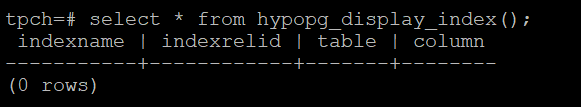 tpch=# select * from hypopg_display_index();
 indexname | indexrelid | table | column
-----------+------------+-------+--------
(0 rows)